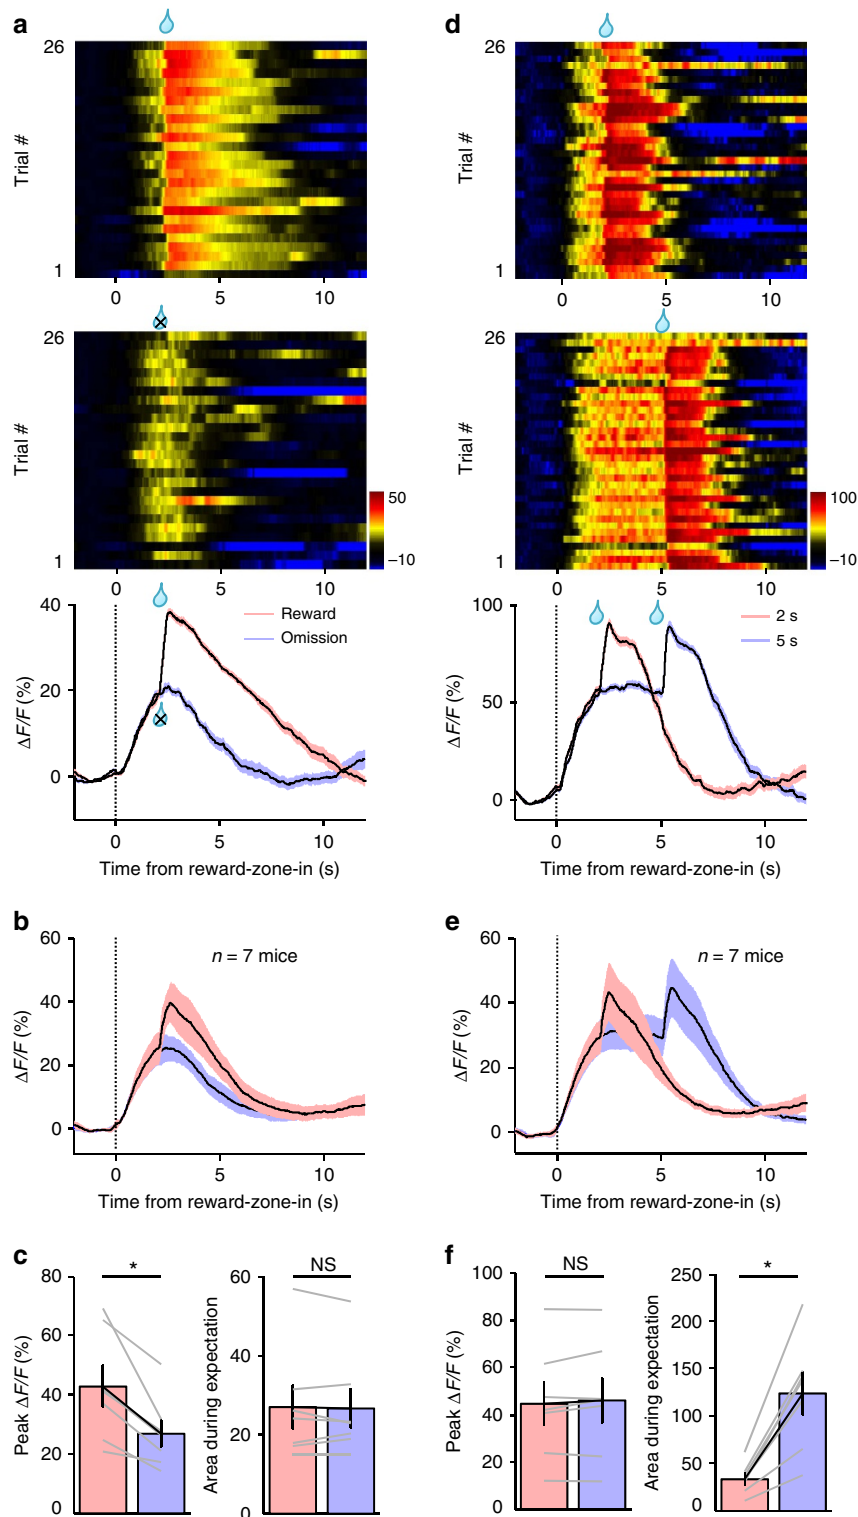 a
26
Trial #
1
0 5 10
26
Trial #
1
50
–10
0 5 10
40
20
0
ΔF/F (%)
Reward
Omission
0 5 10
Time from reward-zone-in (s)
b
60
40
20
0
ΔF/F (%)
n = 7 mice
0 5 10
Time from reward-zone-in (s)
c
80
60
40
20
0
Peak ΔF/F (%)
*
60
40
20
0
Area during expectation
NS
d
26
Trial #
1
0 5 10
26
Trial #
1
100
–10
0 5 10
100
50
0
ΔF/F (%)
2 s
5 s
0 5 10
Time from reward-zone-in (s)
e
60
40
20
0
ΔF/F (%)
n = 7 mice
0 5 10
Time from reward-zone-in (s)
f
100
80
60
40
20
0
Peak ΔF/F (%)
NS
250
200
150
100
50
0
Area during expectation
*